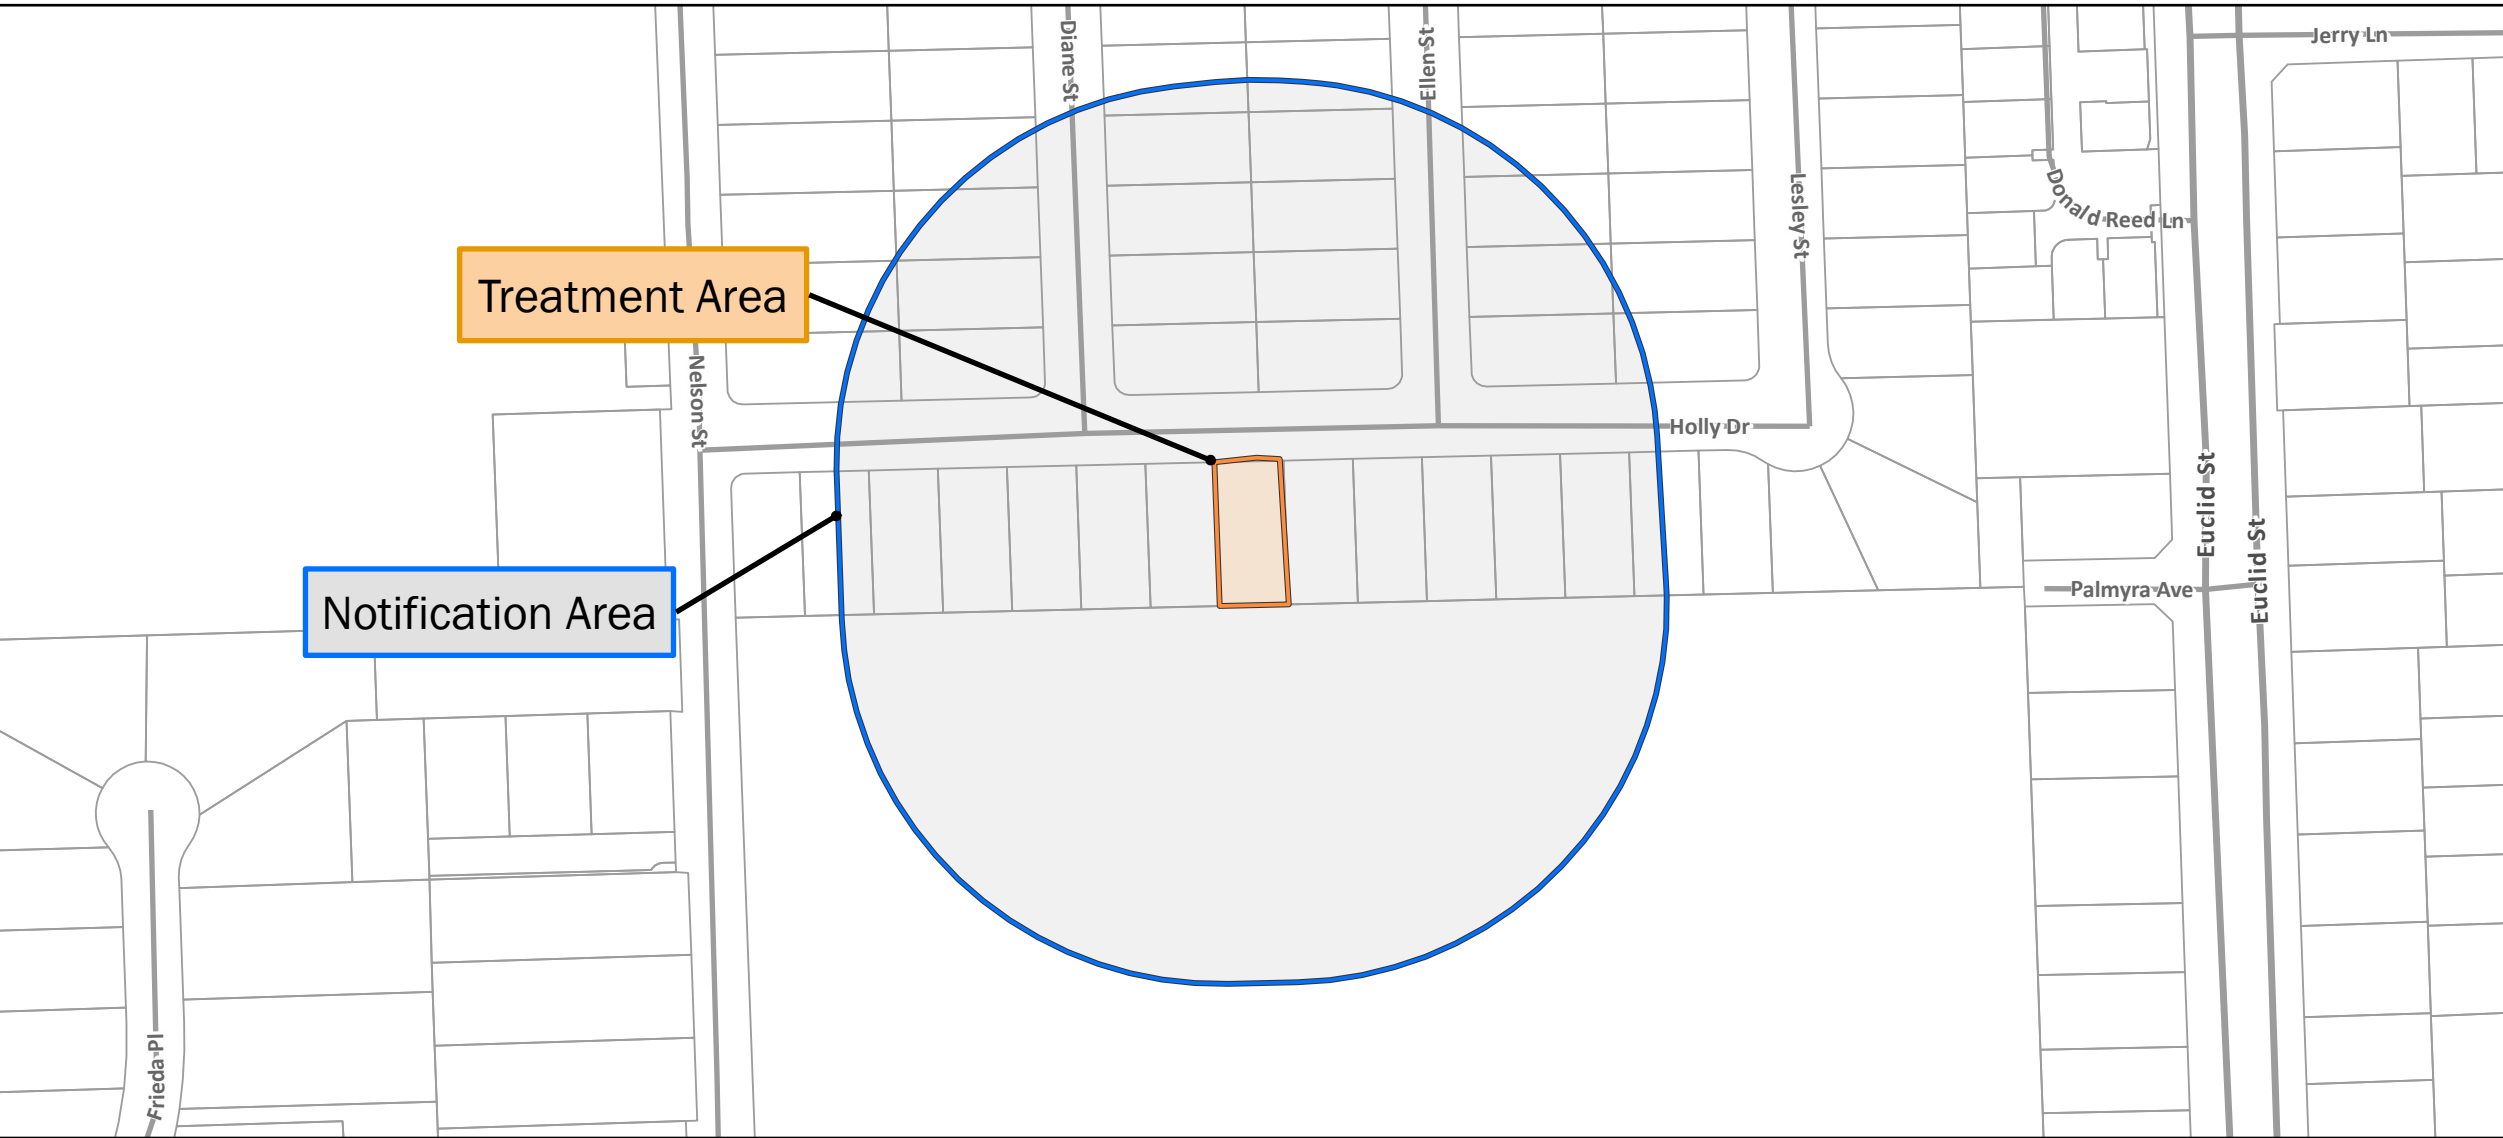 Jerry Ln
Diane St
Ellen St
Lesley St
Donald Reed Ln
Treatment Area
Nelson St
Holly Dr
Euclid St
Euclid St
Palmyra Ave
Notification Area
Frieda Pl